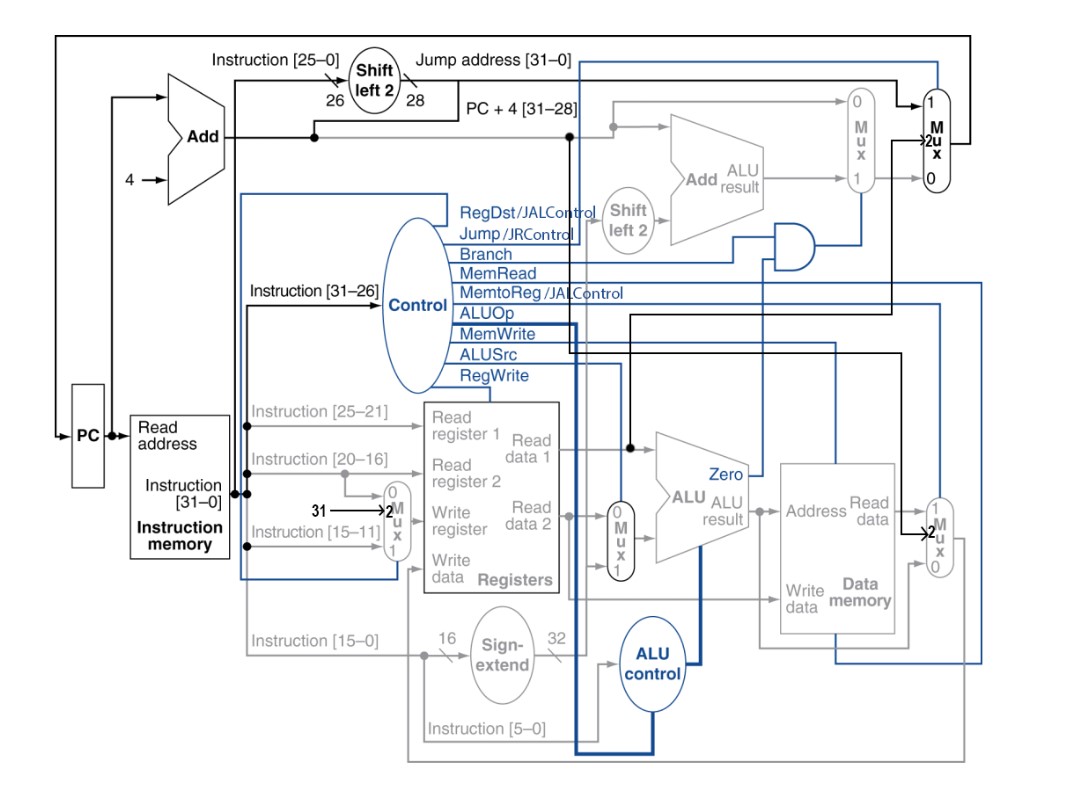 Instruction [25–0]
Shift
left 2
Jump address [31–0]
26
28
PC + 4 [31–28]
Add
4
0
M
u
x
1
1
2
M
u
x
0
Add
ALU
result
Shift
left 2
RegDst/JALControl
Jump/JRControl
Branch
MemRead
MemtoReg/JALControl
ALUOp
MemWrite
ALUSrc
RegWrite
Control
Instruction [31–26]
PC
Read
address
Instruction
[31–0]
Instruction
memory
Instruction [25–21]
Instruction [20–16]
31
Instruction [15–11]
0
2
M
u
x
1
Read
register 1
Read
register 2
Write
register
Write
data
Read
data 1
Read
data 2
Registers
0
M
u
x
1
Zero
ALU
ALU
result
Address
Read
data
Write
data
Data
memory
1
2
M
u
x
0
Instruction [15–0]
16
Sign-
extend
32
ALU
control
Instruction [5–0]